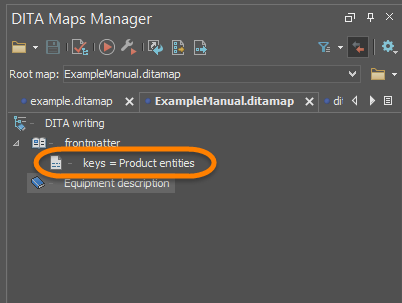 DITA Maps Manager
Root map: ExampleManual.ditamap
example.ditamap ExampleManual.ditamap di
DITA writing
frontmatter
keys = Product entities
Equipment description